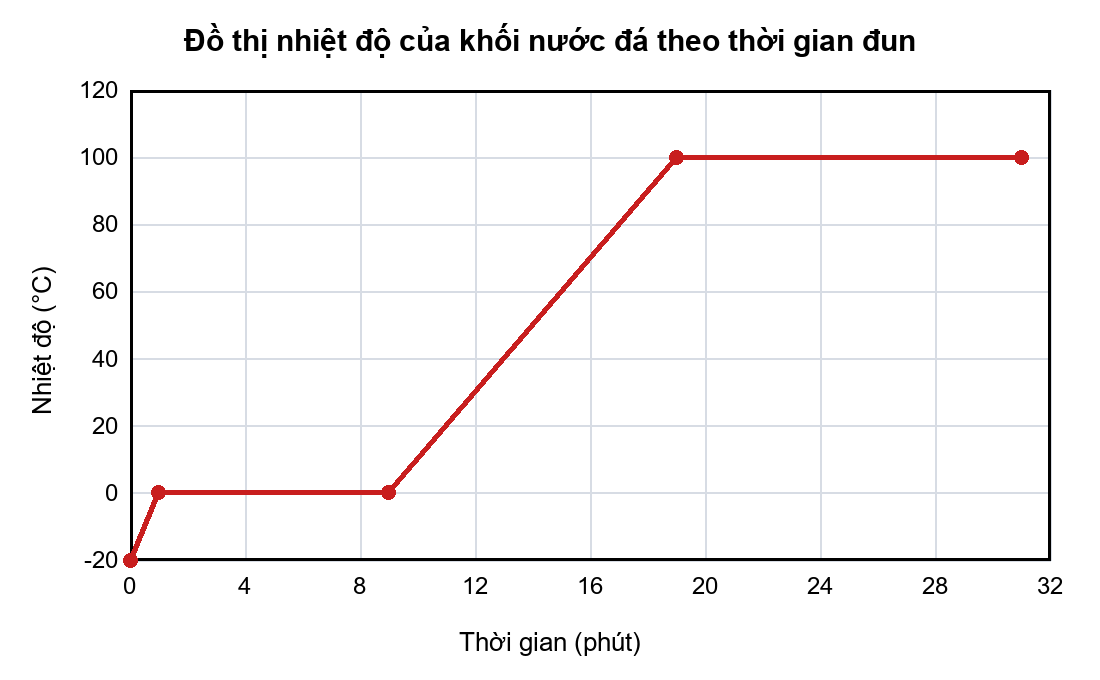 Đồ thị nhiệt độ của khối nước đá theo thời gian đun
120
100
80
60
40
20
0
-20
Nhiệt độ (°C)
0 4 8 12 16 20 24 28 32
Thời gian (phút)